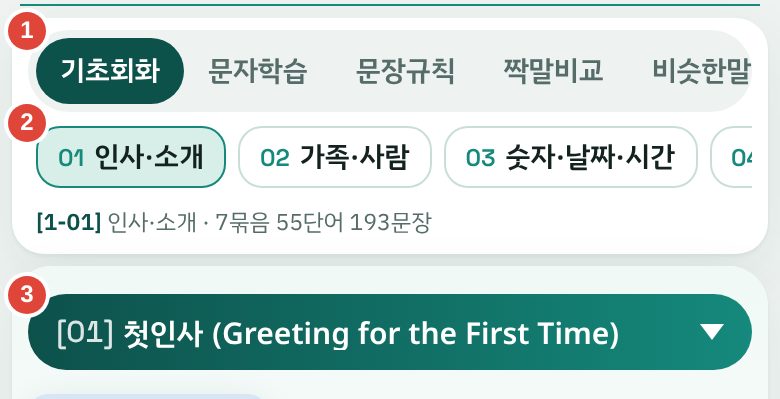 1
기초회화 문자학습 문장규칙 짝말비교 비슷한말
2
01 인사·소개 02 가족·사람 03 숫자·날짜·시간 04
[1-01] 인사·소개 · 7묶음 55단어 193문장
3
[01] 첫인사 (Greeting for the First Time) ▼